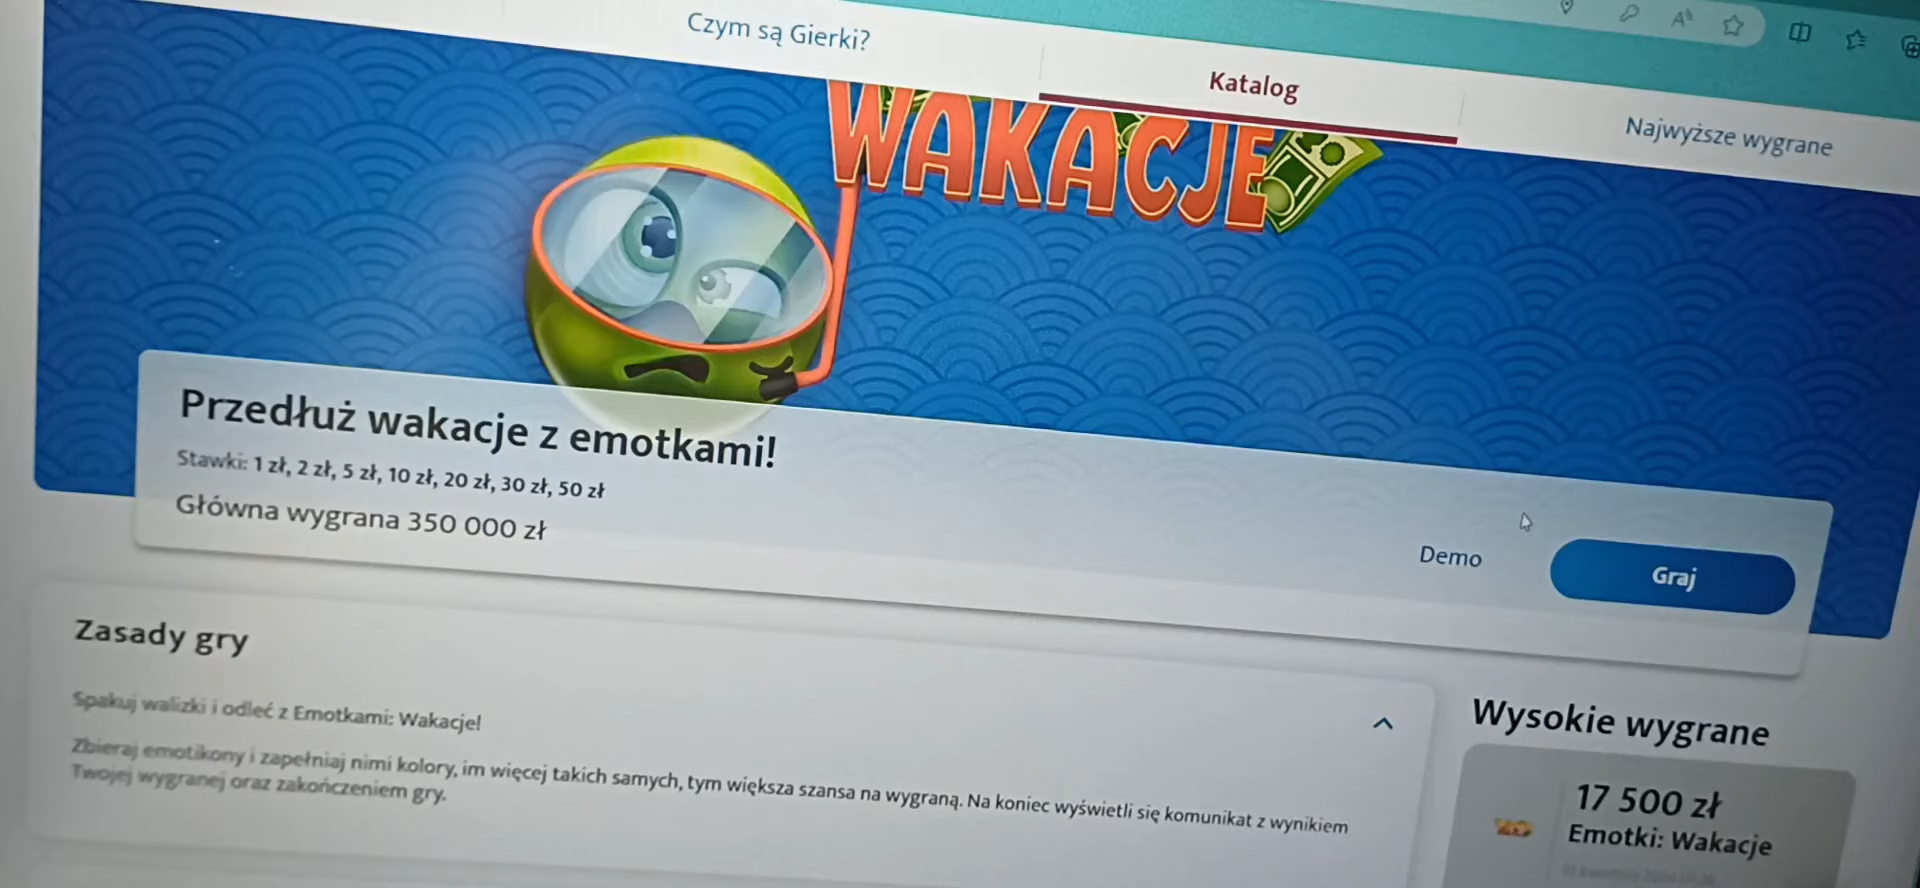 Czym są Gierki?
Katalog
Najwyższe wygrane
WAKACJE
Przedłuż wakacje z emotkami!
Stawki: 1 zł, 2 zł, 5 zł, 10 zł, 20 zł, 30 zł, 50 zł
Główna wygrana 350 000 zł
Demo
Graj
Zasady gry
Spakuj walizki i odleć z Emotkami: Wakacje!
Zbieraj emotikony i zapełniaj nimi kolory, im więcej takich samych, tym większa szansa na wygraną. Na koniec wyświetli się komunikat z wynikiem
Twojej wygranej oraz zakończeniem gry.
Wysokie wygrane
17 500 zł
Emotki: Wakacje